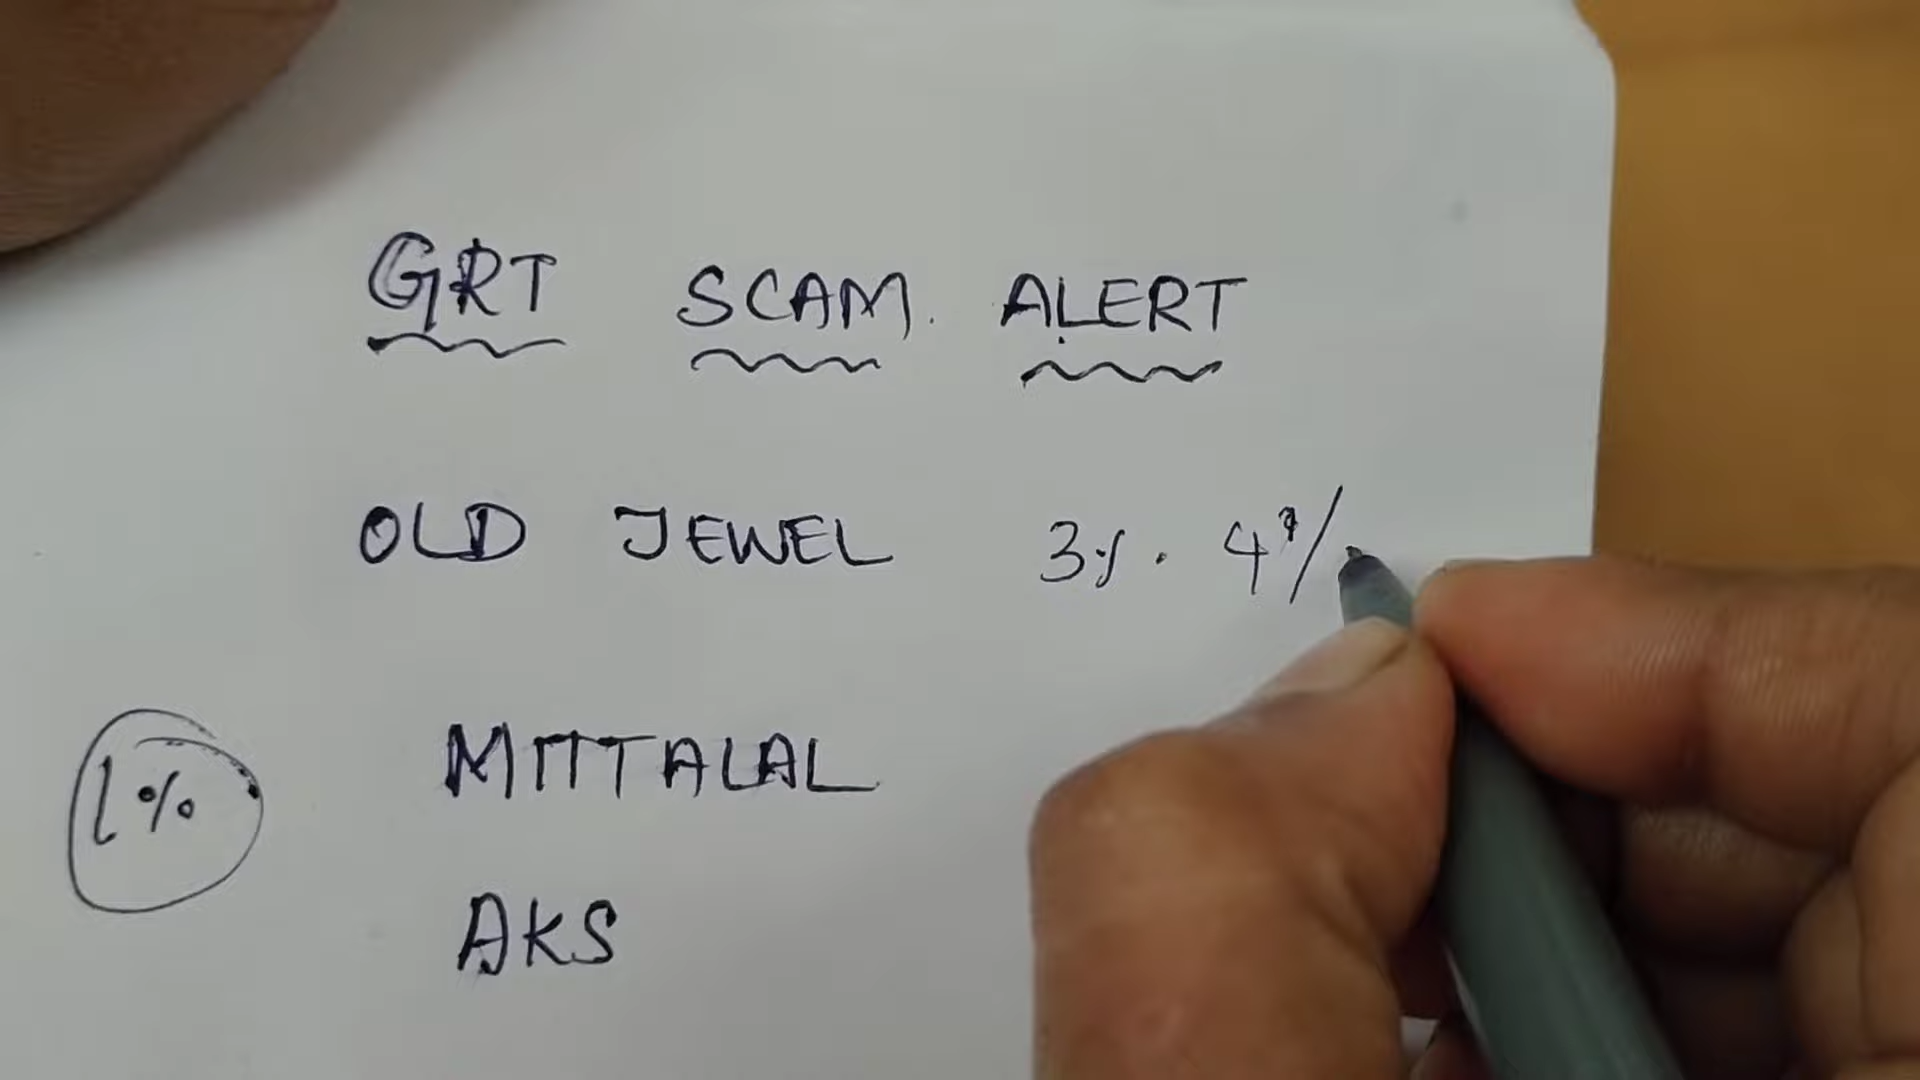 GRT SCAM. ALERT
OLD JEWEL 3% . 4%
MITTALAL
1%
AKS